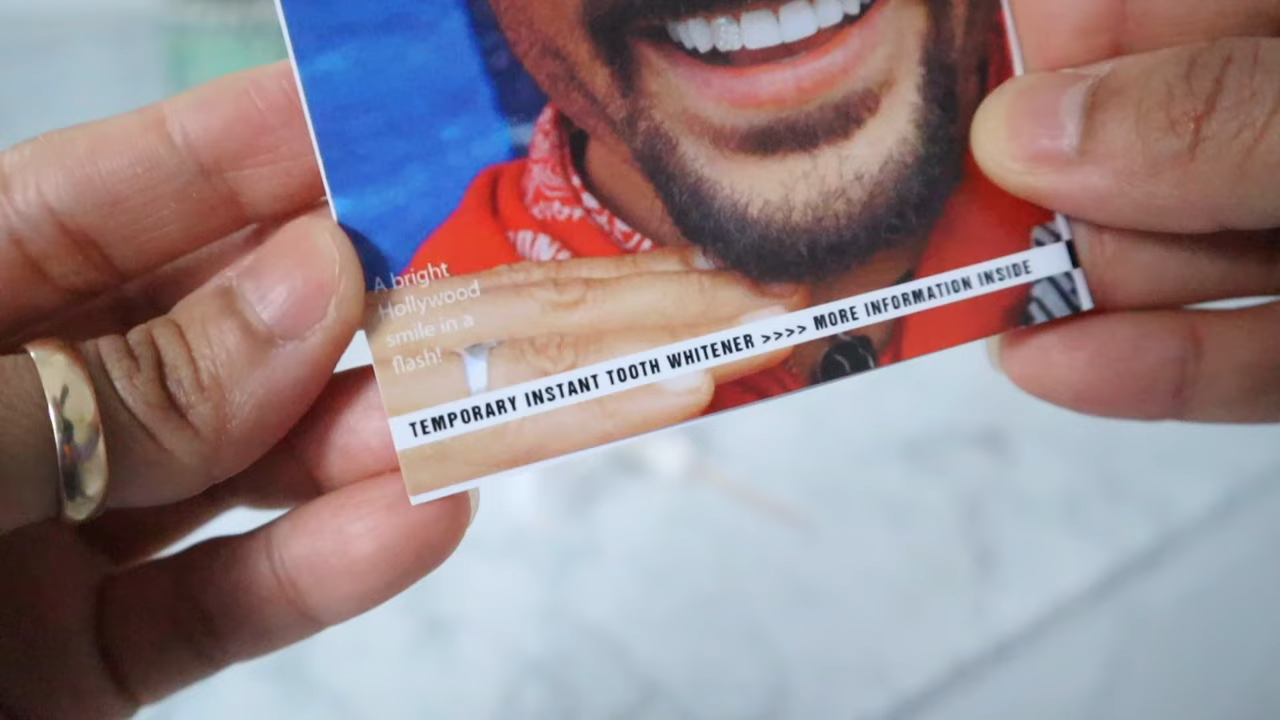 A bright
Hollywood
smile in a
flash!
TEMPORARY INSTANT TOOTH WHITENER >>>> MORE INFORMATION INSIDE